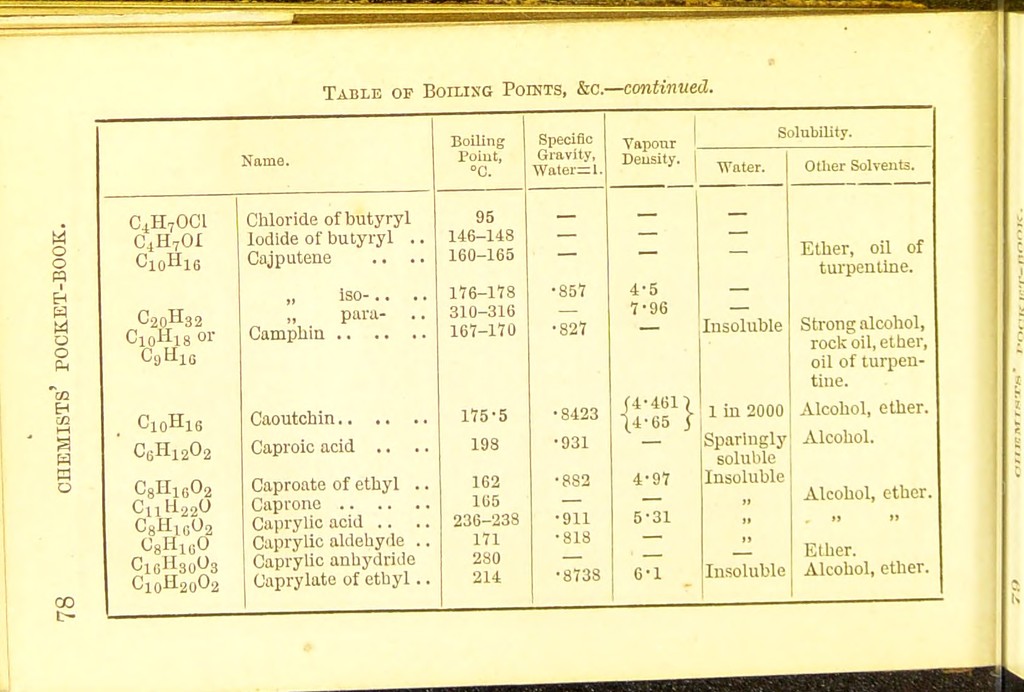 TABLE OF BOILING POINTS, &C.—continued.
Name. Boiling Point, °C. Specific Gravity, Water=1. Vapour Density. Solubility. Water. Other Solvents.
C4H7OCl Chloride of butyryl 95 — — —
C4H7OI Iodide of butyryl .. 146–148 — — —
C10H16 Cajputene .. .. 160–165 — — — Ether, oil of turpentine.
„ iso- .. .. 176–178 ·857 4·5 —
C20H32 „ para- .. 310–316 — 7·96 —
C10H18 or C9H16 Camphin .. .. .. 167–170 ·827 — Insoluble Strong alcohol, rock oil, ether, oil of turpentine.
C10H16 Caoutchin .. .. .. 175·5 ·8423 {4·461 4·65} 1 in 2000 Alcohol, ether.
C6H12O2 Caproic acid .. .. 198 ·931 — Sparingly soluble Alcohol.
C8H16O2 Caproate of ethyl .. 162 ·882 4·97 Insoluble
C11H22O Caprone .. .. .. 165 — — „ Alcohol, ether.
C8H16O2 Caprylic acid .. .. 236–238 ·911 5·31 „ „ „
C8H16O Caprylic aldehyde .. 171 ·818 — „
C16H30O3 Caprylic anhydride 280 — — — Ether.
C10H20O2 Caprylate of ethyl .. 214 ·8738 6·1 Insoluble Alcohol, ether.
78 CHEMISTS' POCKET-BOOK.
79